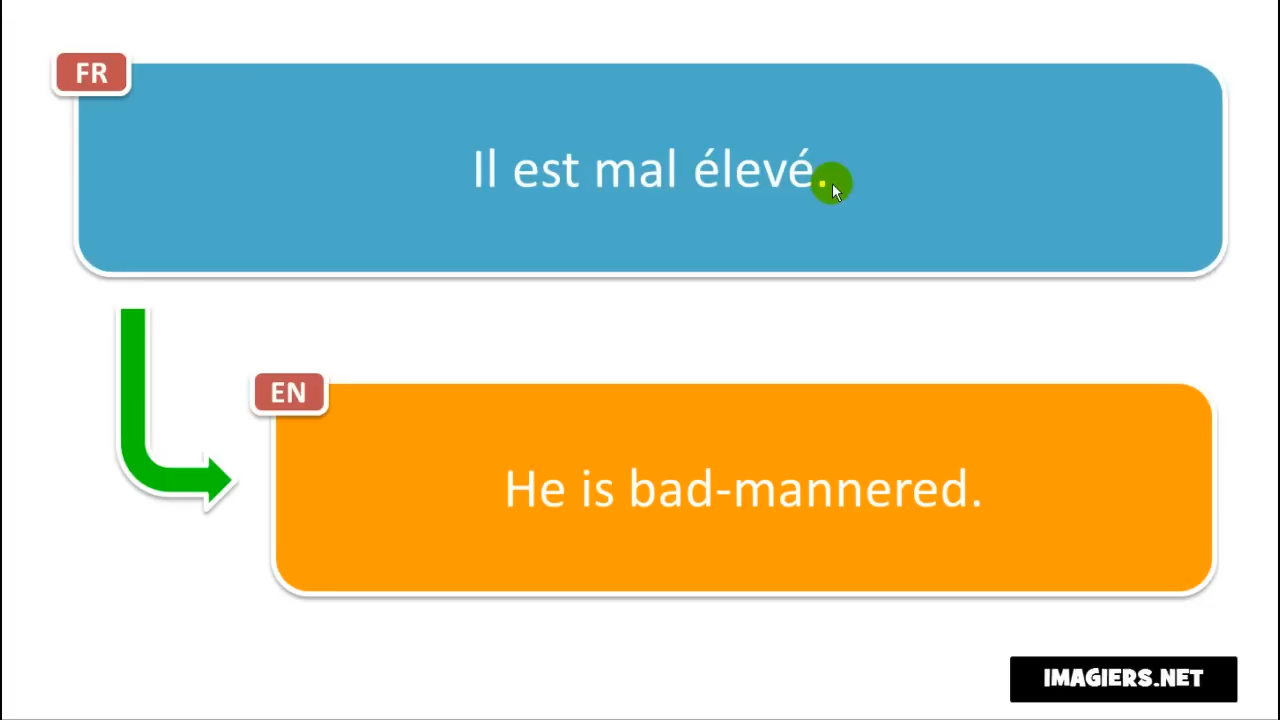 FR
Il est mal élevé.
EN
He is bad-mannered.
IMAGIERS.NET